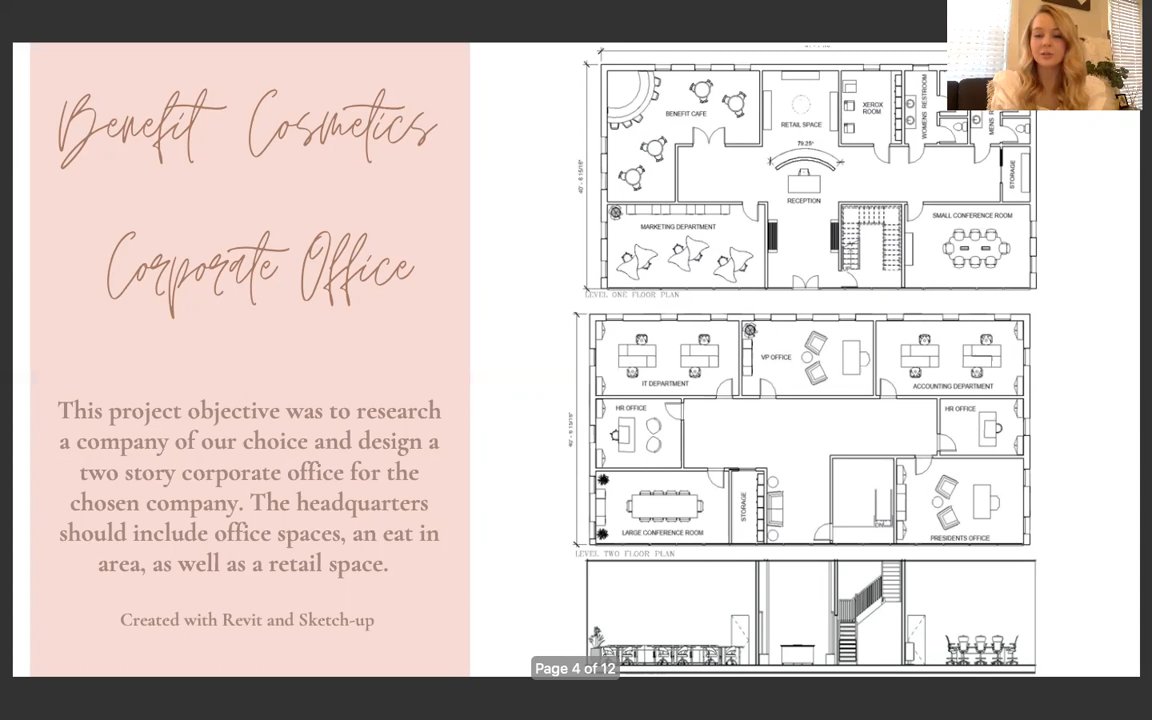 Benefit Cosmetics
Corporate Office
This project objective was to research
a company of our choice and design a
two story corporate office for the
chosen company. The headquarters
should include office spaces, an eat in
area, as well as a retail space.
Created with Revit and Sketch-up
BENEFIT CAFE
RETAIL SPACE
XEROX
ROOM
WOMENS RESTROOM
MENS
79.25"
STORAGE
RECEPTION
MARKETING DEPARTMENT
SMALL CONFERENCE ROOM
LEVEL ONE FLOOR PLAN
VP OFFICE
IT DEPARTMENT
ACCOUNTING DEPARTMENT
HR OFFICE
HR OFFICE
STORAGE
LARGE CONFERENCE ROOM
PRESIDENTS OFFICE
LEVEL TWO FLOOR PLAN
Page 4 of 12